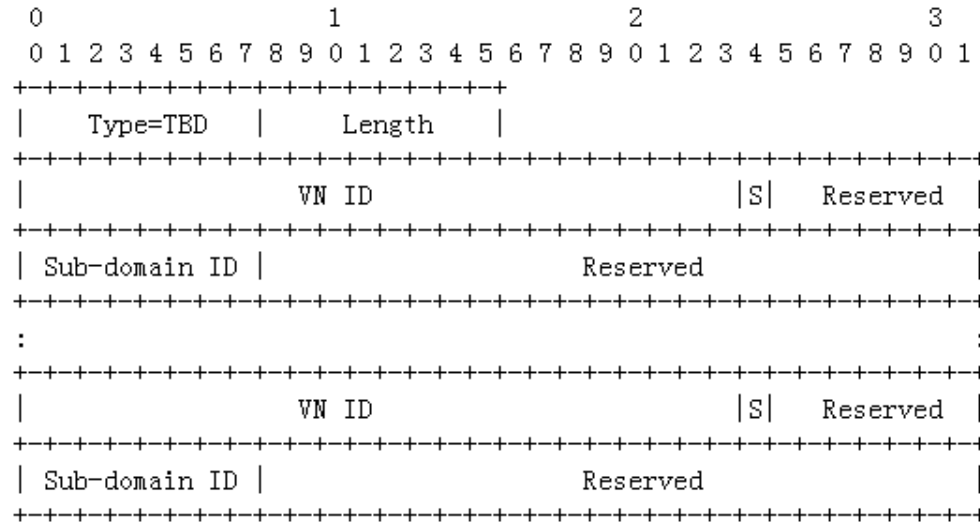 0                   1                   2                   3
 0 1 2 3 4 5 6 7 8 9 0 1 2 3 4 5 6 7 8 9 0 1 2 3 4 5 6 7 8 9 0 1
+-+-+-+-+-+-+-+-+-+-+-+-+-+-+-+-+
|    Type=TBD   |     Length    |
+-+-+-+-+-+-+-+-+-+-+-+-+-+-+-+-+-+-+-+-+-+-+-+-+-+-+-+-+-+-+-+-+
|                  VN ID                        |S|   Reserved  |
+-+-+-+-+-+-+-+-+-+-+-+-+-+-+-+-+-+-+-+-+-+-+-+-+-+-+-+-+-+-+-+-+
| Sub-domain ID |                     Reserved                  |
+-+-+-+-+-+-+-+-+-+-+-+-+-+-+-+-+-+-+-+-+-+-+-+-+-+-+-+-+-+-+-+-+
:                                                               :
+-+-+-+-+-+-+-+-+-+-+-+-+-+-+-+-+-+-+-+-+-+-+-+-+-+-+-+-+-+-+-+-+
|                  VN ID                        |S|   Reserved  |
+-+-+-+-+-+-+-+-+-+-+-+-+-+-+-+-+-+-+-+-+-+-+-+-+-+-+-+-+-+-+-+-+
| Sub-domain ID |                     Reserved                  |
+-+-+-+-+-+-+-+-+-+-+-+-+-+-+-+-+-+-+-+-+-+-+-+-+-+-+-+-+-+-+-+-+